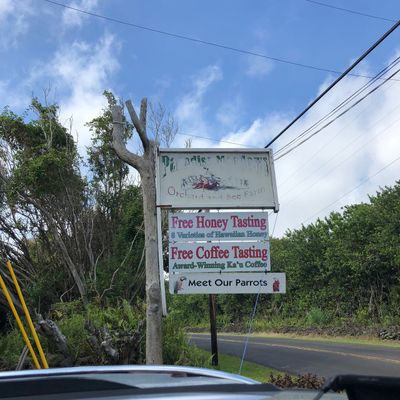 Paradise Meadows
Orchard and Bee Farm
Free Honey Tasting
8 Varieties of Hawaiian Honey
Free Coffee Tasting
Award-Winning Ka'u Coffee
Meet Our Parrots